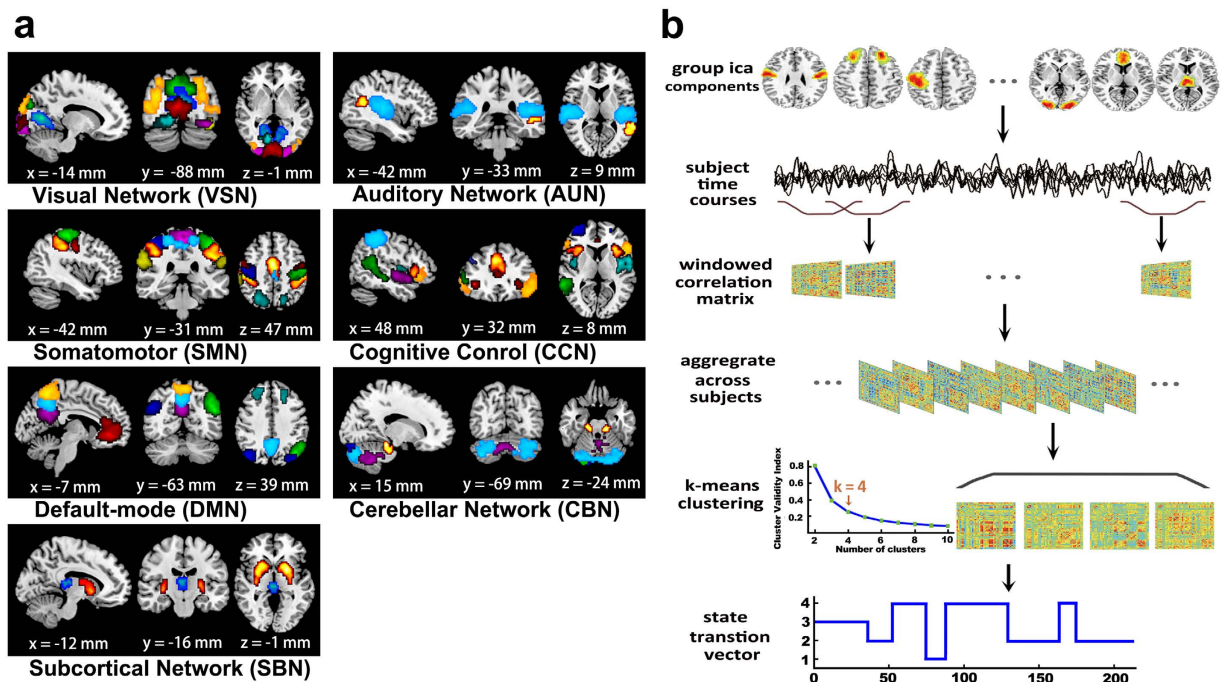 a
x = -14 mm y = -88 mm z = -1 mm
Visual Network (VSN)
x = -42 mm y = -33 mm z = 9 mm
Auditory Network (AUN)
x = -42 mm y = -31 mm z = 47 mm
Somatomotor (SMN)
x = 48 mm y = 32 mm z = 8 mm
Cognitive Conrol (CCN)
x = -7 mm y = -63 mm z = 39 mm
Default-mode (DMN)
x = 15 mm y = -69 mm z = -24 mm
Cerebellar Network (CBN)
x = -12 mm y = -16 mm z = -1 mm
Subcortical Network (SBN)
b
group ica
components
subject
time
courses
windowed
correlation
matrix
aggregrate
across
subjects
k-means
clustering
Cluster Validity Index
0.8
0.6
0.4
0.2
k = 4
2 4 6 8 10
Number of clusters
state
transtion
vector
4
3
2
1
0 50 100 150 200